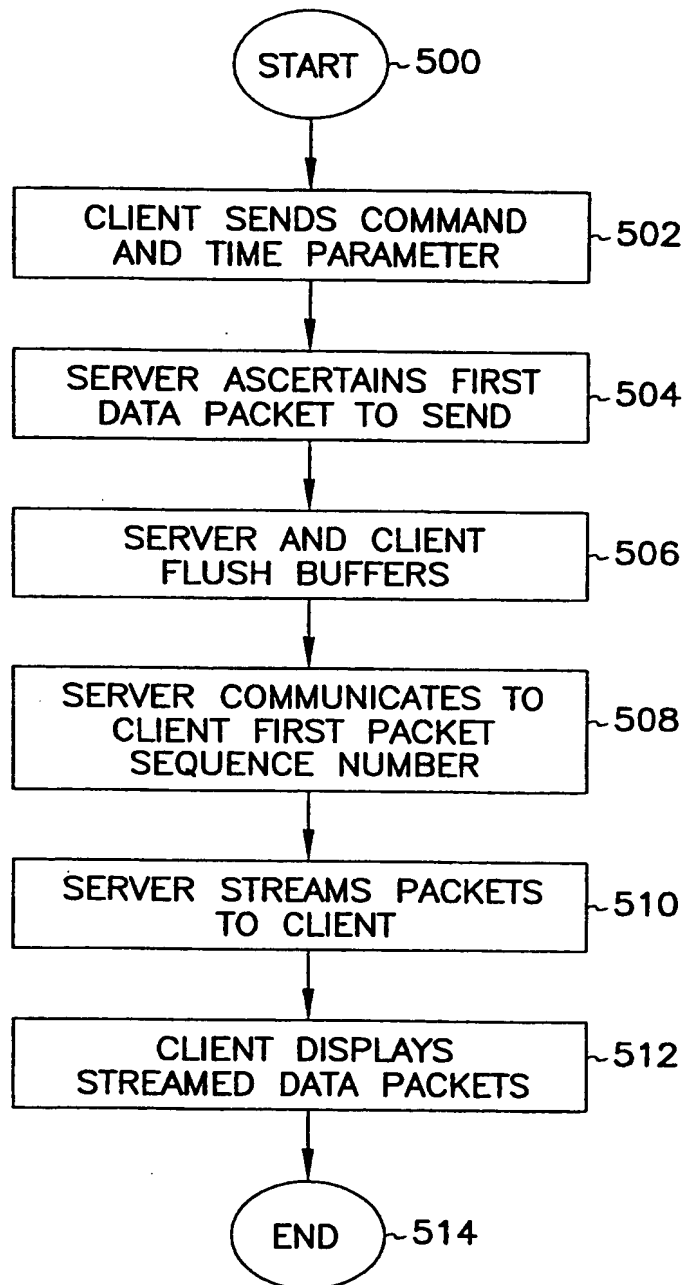 START
500
CLIENT SENDS COMMAND
AND TIME PARAMETER
502
SERVER ASCERTAINS FIRST
DATA PACKET TO SEND
504
SERVER AND CLIENT
FLUSH BUFFERS
506
SERVER COMMUNICATES TO
CLIENT FIRST PACKET
SEQUENCE NUMBER
508
SERVER STREAMS PACKETS
TO CLIENT
510
CLIENT DISPLAYS
STREAMED DATA PACKETS
512
END
514